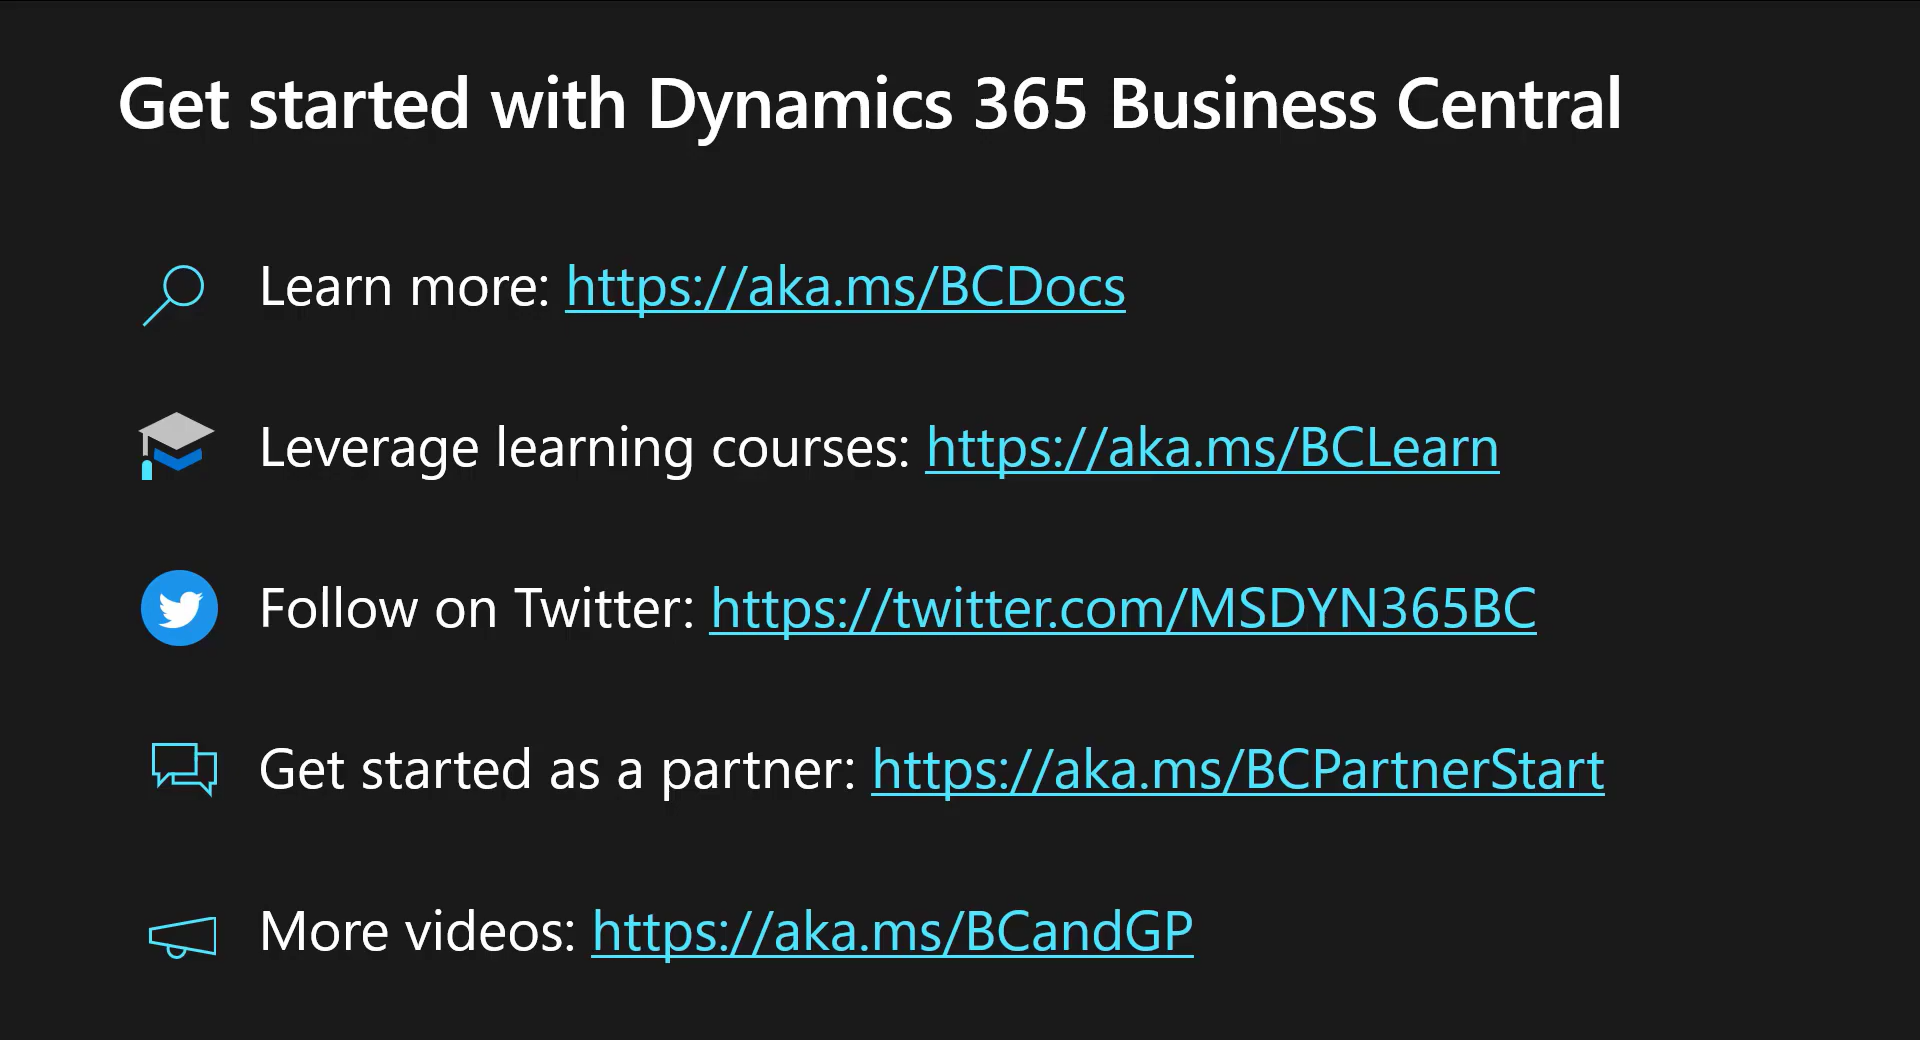 Get started with Dynamics 365 Business Central
Learn more: https://aka.ms/BCDocs
Leverage learning courses: https://aka.ms/BCLearn
Follow on Twitter: https://twitter.com/MSDYN365BC
Get started as a partner: https://aka.ms/BCPartnerStart
More videos: https://aka.ms/BCandGP